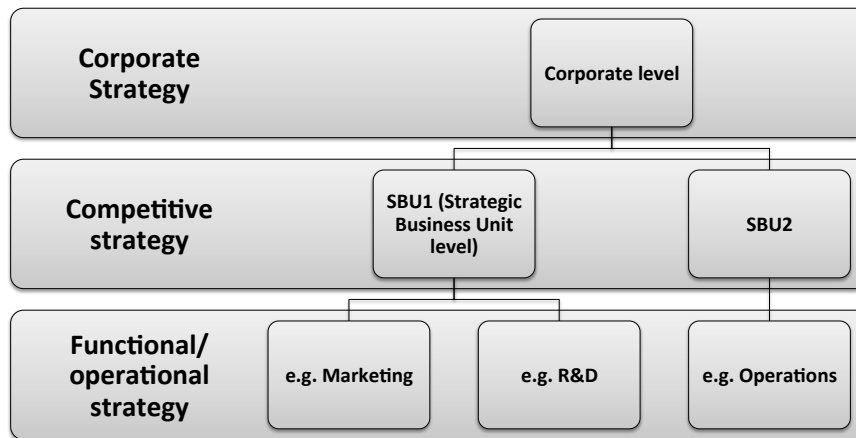 Corporate
Strategy
Corporate level
Competitive
strategy
SBU1 (Strategic
Business Unit
level)
SBU2
Functional/
operational
strategy
e.g. Marketing
e.g. R&D
e.g. Operations